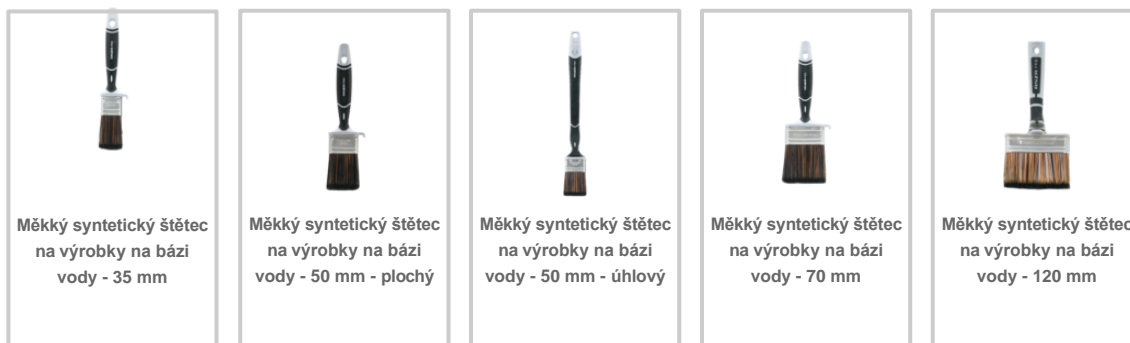 Měkký syntetický štětec
na výrobky na bázi
vody - 35 mm
Měkký syntetický štětec
na výrobky na bázi
vody - 50 mm - plochý
Měkký syntetický štětec
na výrobky na bázi
vody - 50 mm - úhlový
Měkký syntetický štětec
na výrobky na bázi
vody - 70 mm
Měkký syntetický štětec
na výrobky na bázi
vody - 120 mm